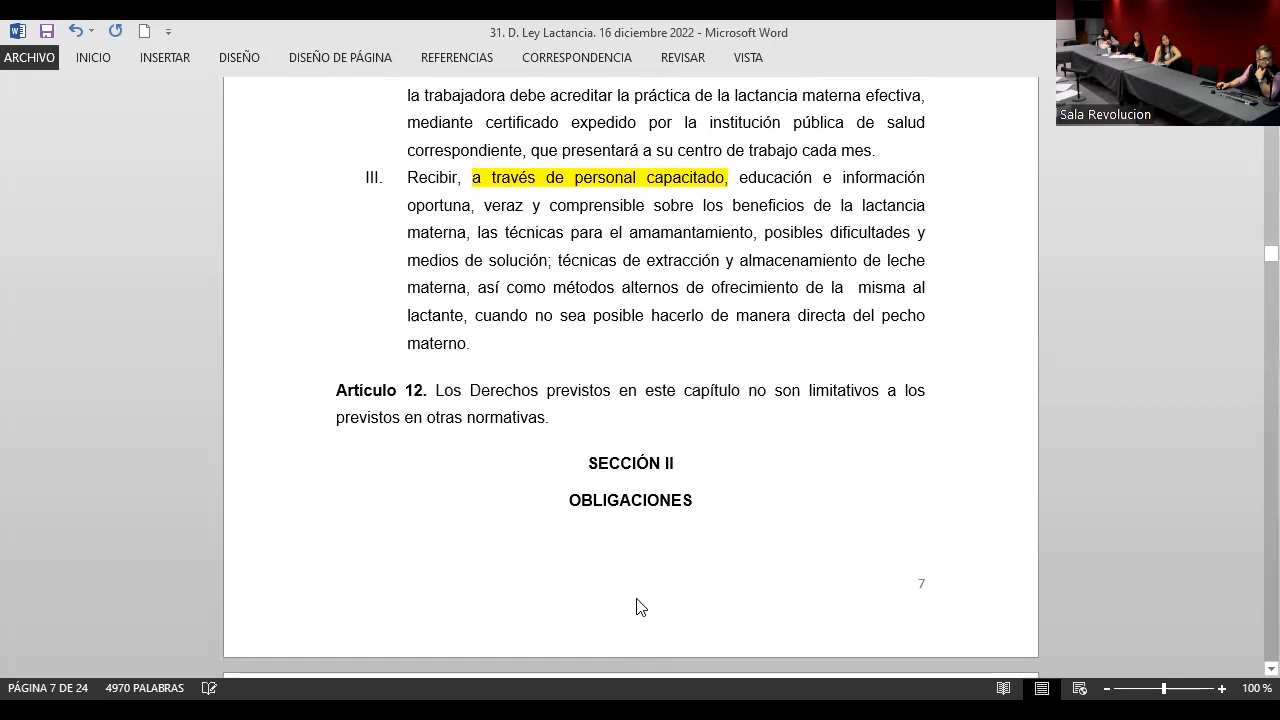 31. D. Ley Lactancia. 16 diciembre 2022 - Microsoft Word
ARCHIVO INICIO INSERTAR DISEÑO DISEÑO DE PÁGINA REFERENCIAS CORRESPONDENCIA REVISAR VISTA
Sala Revolucion
la trabajadora debe acreditar la práctica de la lactancia materna efectiva,
mediante certificado expedido por la institución pública de salud
correspondiente, que presentará a su centro de trabajo cada mes.
III. Recibir, a través de personal capacitado, educación e información
oportuna, veraz y comprensible sobre los beneficios de la lactancia
materna, las técnicas para el amamantamiento, posibles dificultades y
medios de solución; técnicas de extracción y almacenamiento de leche
materna, así como métodos alternos de ofrecimiento de la misma al
lactante, cuando no sea posible hacerlo de manera directa del pecho
materno.
Artículo 12. Los Derechos previstos en este capítulo no son limitativos a los
previstos en otras normativas.
SECCIÓN II
OBLIGACIONES
7
PÁGINA 7 DE 24 4970 PALABRAS 100 %